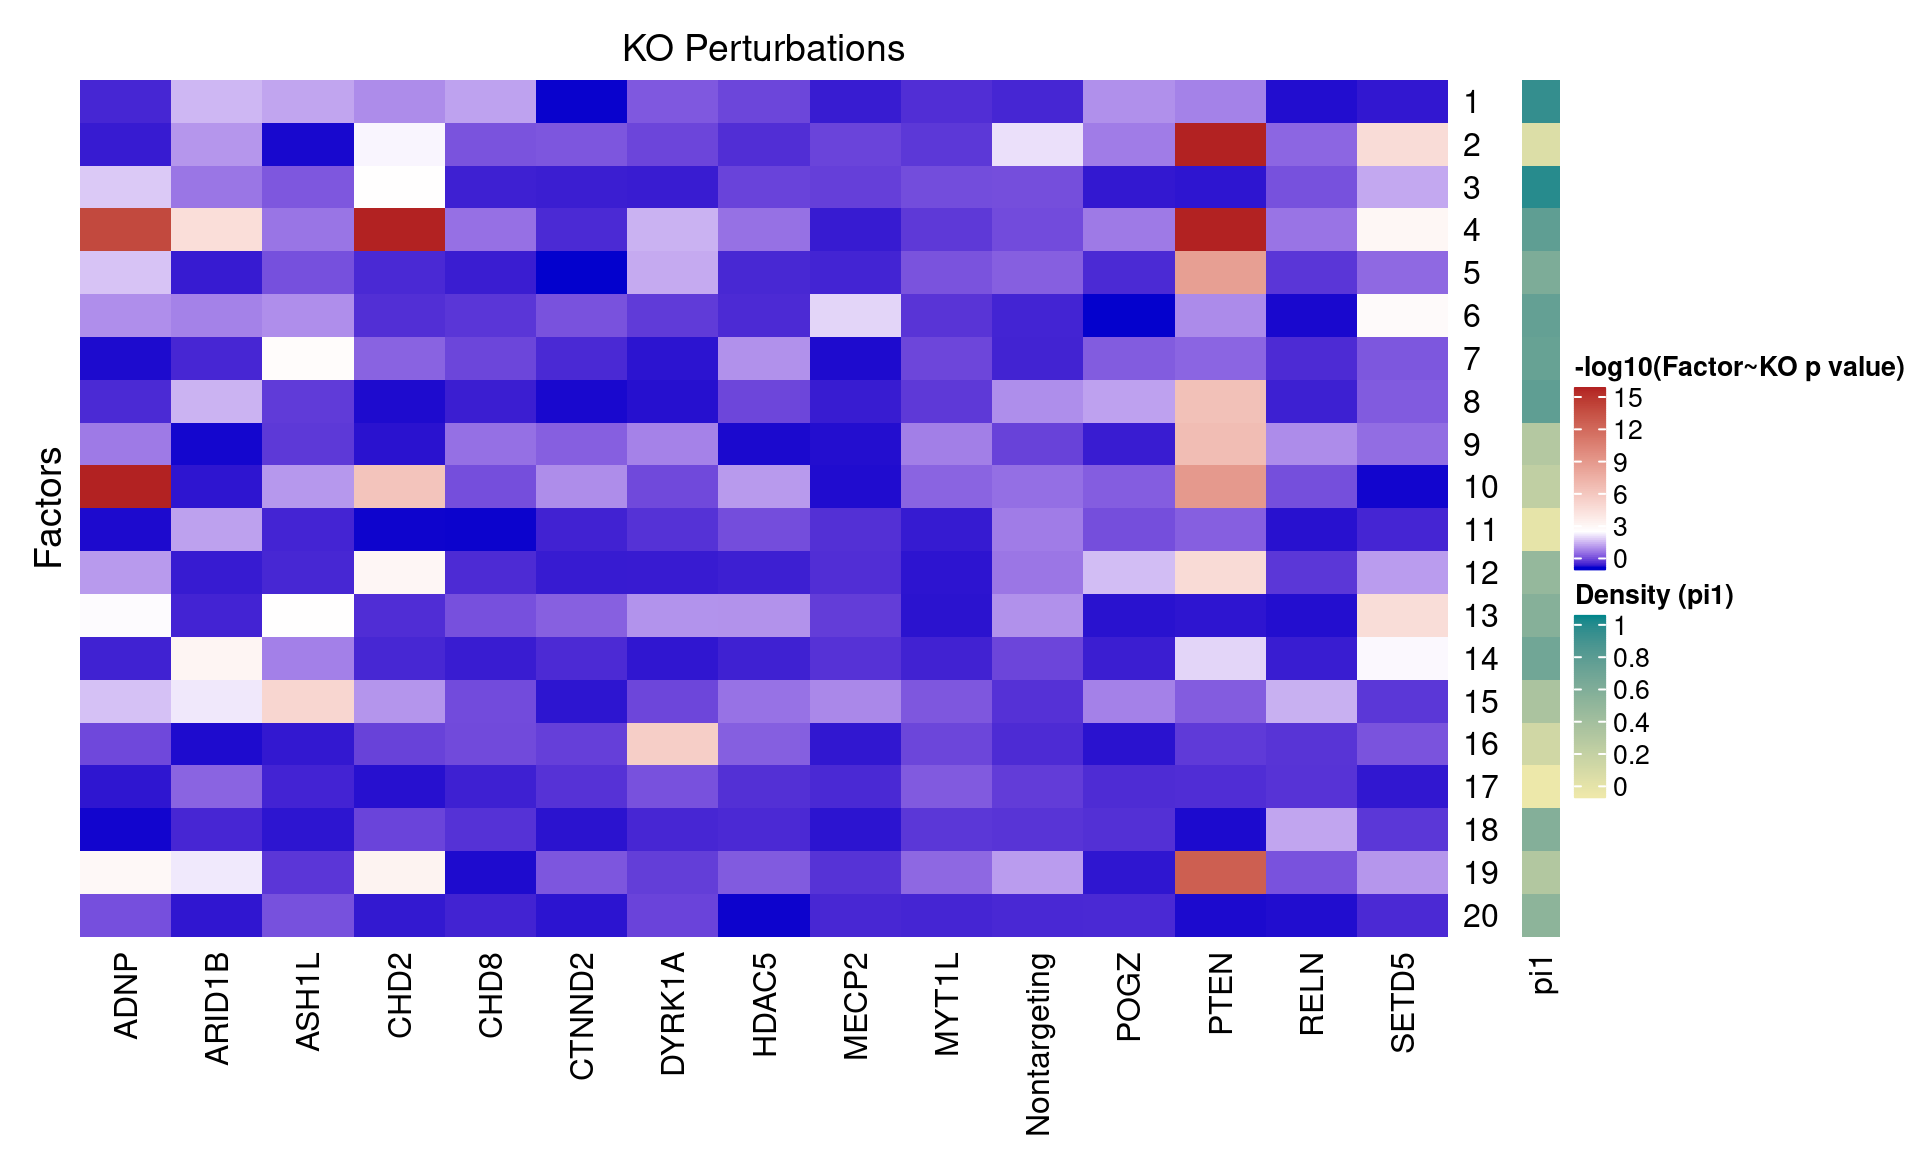 KO Perturbations
Factors
1
2
3
4
5
6
7
8
9
10
11
12
13
14
15
16
17
18
19
20
ADNP
ARID1B
ASH1L
CHD2
CHD8
CTNND2
DYRK1A
HDAC5
MECP2
MYT1L
Nontargeting
POGZ
PTEN
RELN
SETD5
pi1
-log10(Factor~KO p value)
15
12
9
6
3
0
Density (pi1)
1
0.8
0.6
0.4
0.2
0